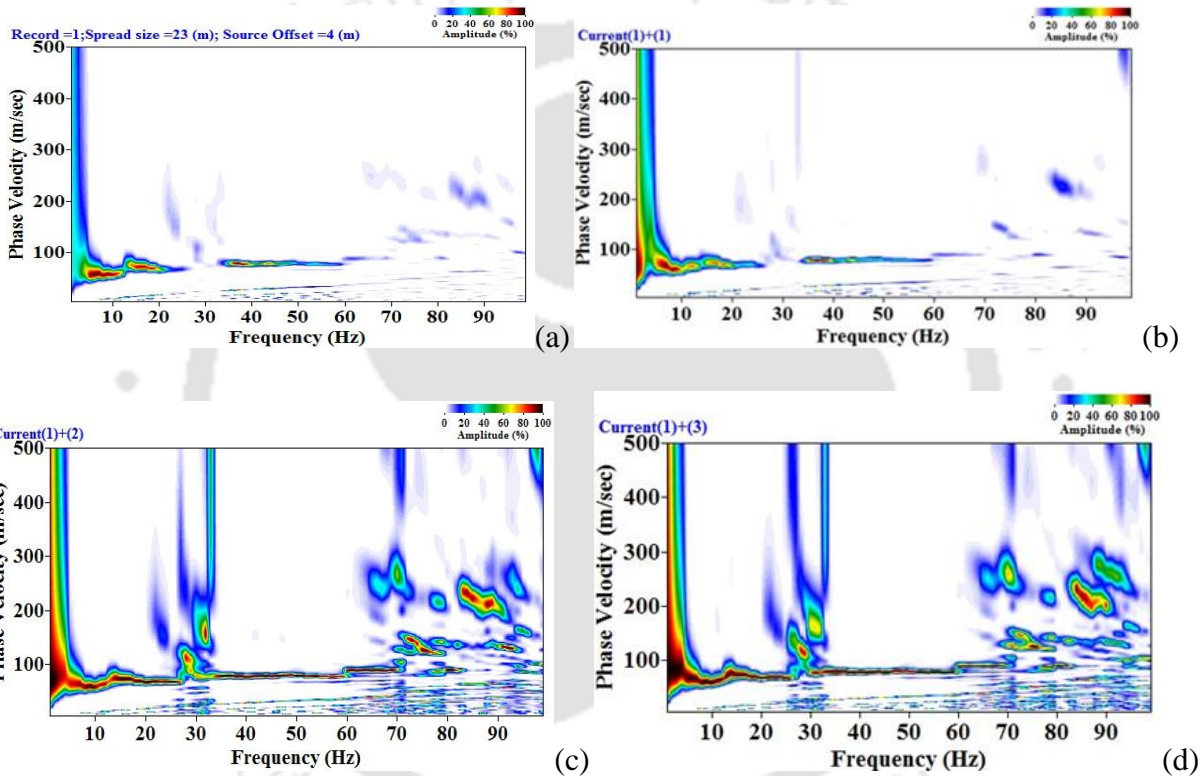 0 20 40 60 80 100
Amplitude (%)
Record =1;Spread size =23 (m); Source Offset =4 (m)
Phase Velocity (m/sec)
500
400
300
200
100
10 20 30 40 50 60 70 80 90
Frequency (Hz)
(a)
0 20 40 60 80 100
Amplitude (%)
Current(1)+(1)
Phase Velocity (m/sec)
500
400
300
200
100
10 20 30 40 50 60 70 80 90
Frequency (Hz)
(b)
0 20 40 60 80 100
Amplitude (%)
Current(1)+(2)
Phase Velocity (m/sec)
500
400
300
200
100
10 20 30 40 50 60 70 80 90
Frequency (Hz)
(c)
0 20 40 60 80 100
Amplitude (%)
Current(1)+(3)
Phase Velocity (m/sec)
500
400
300
200
100
10 20 30 40 50 60 70 80 90
Frequency (Hz)
(d)